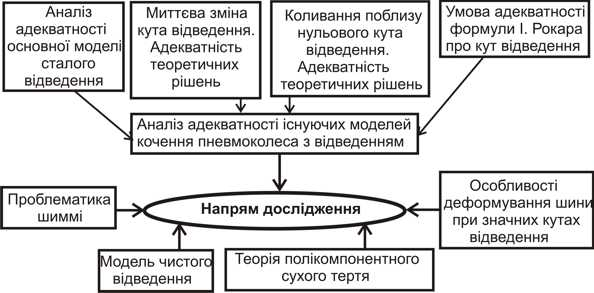 Аналіз
адекватності
основної моделі
сталого
відведення
Миттєва зміна
кута відведення.
Адекватність
теоретичних
рішень
Коливання поблизу
нульового кута
відведення.
Адекватність
теоретичних рішень
Умова адекватності
формули І. Рокара
про кут відведення
Аналіз адекватності існуючих моделей
кочення пневмоколеса з відведенням
Проблематика
шиммі
Напрям дослідження
Особливості
деформування шини
при значних кутах
відведення
Модель чистого
відведення
Теорія полікомпонентного
сухого тертя